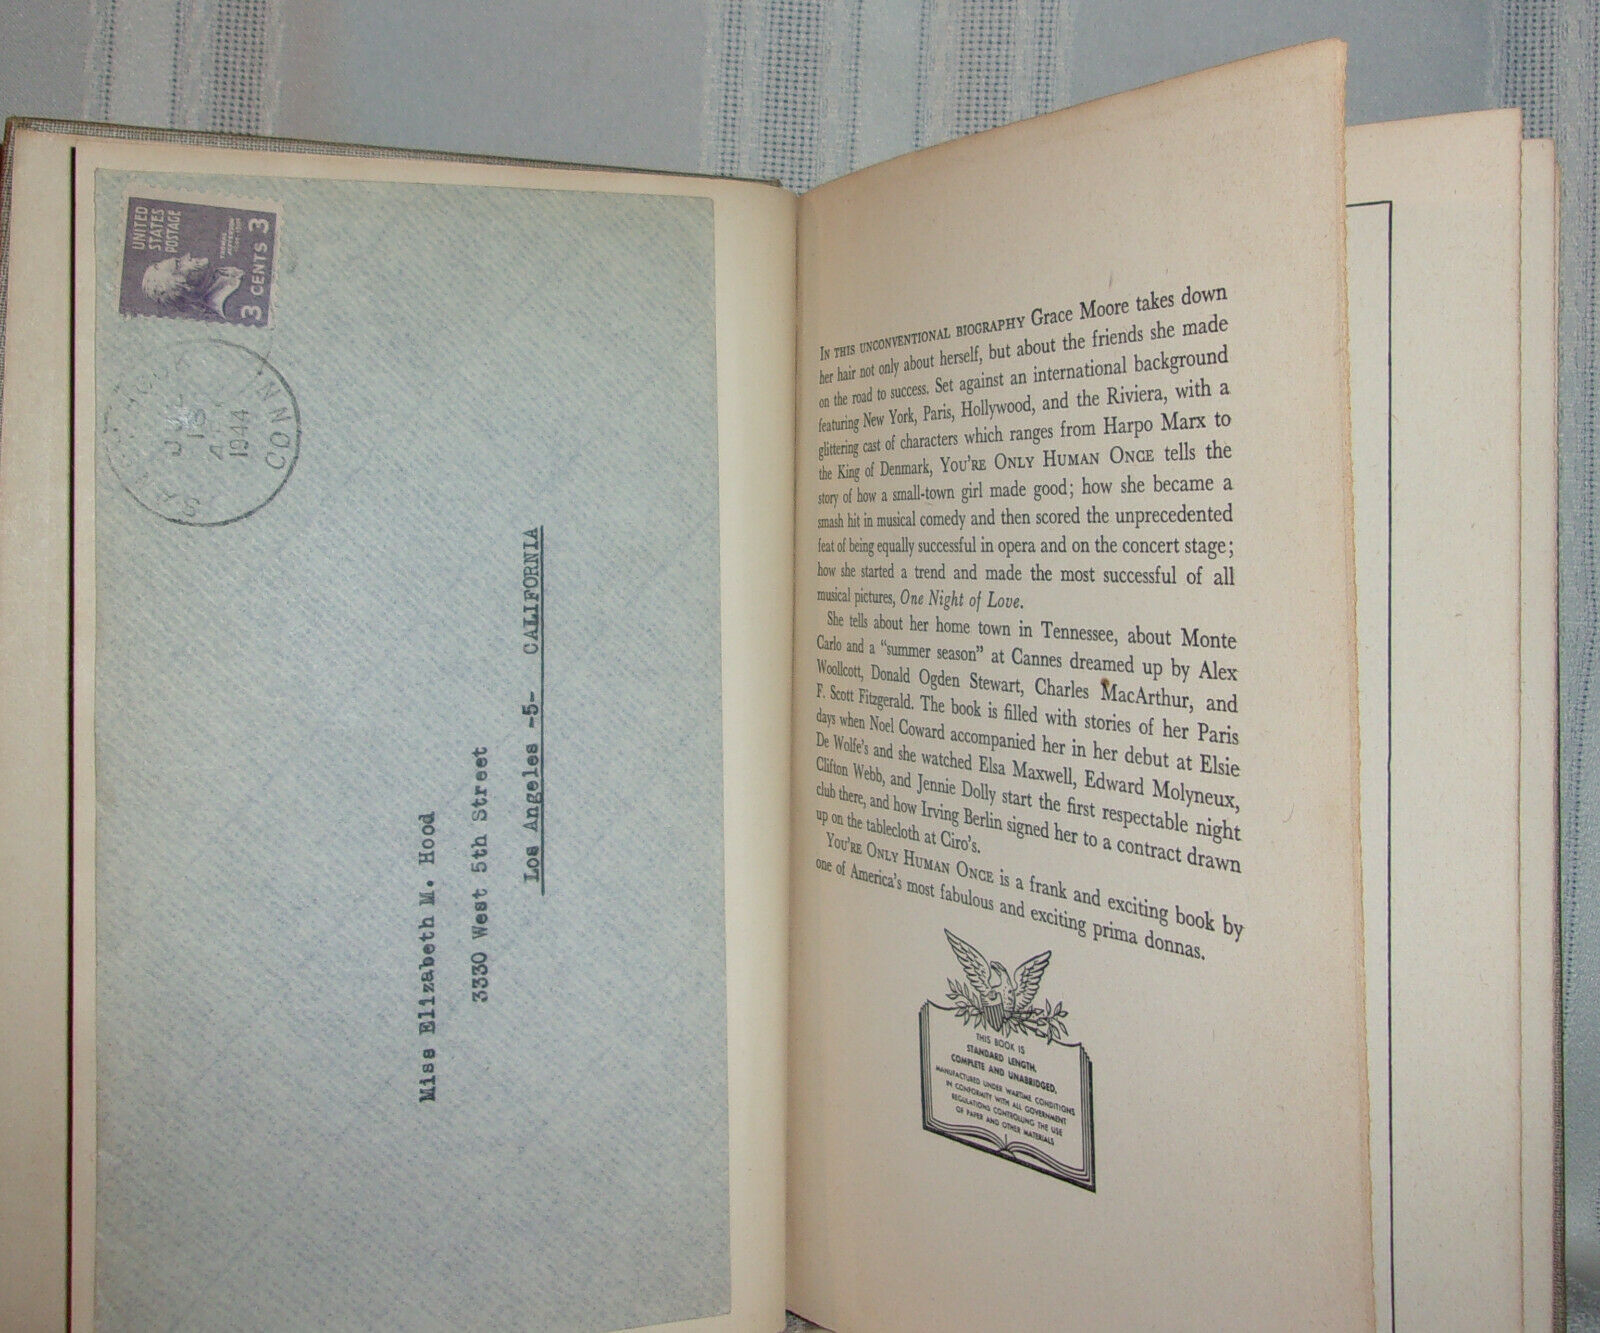 UNITED
STATES
POSTAGE
THOMAS
JEFFERSON
3 CENTS 3
SAN HOOK
CONN
10
1944
Miss Elizabeth M. Hood
3330 West 5th Street
Los Angeles -5- CALIFORNIA
IN THIS UNCONVENTIONAL BIOGRAPHY Grace Moore takes down
her hair not only about herself, but about the friends she made
on the road to success. Set against an international background
featuring New York, Paris, Hollywood, and the Riviera, with a
glittering cast of characters which ranges from Harpo Marx to
the King of Denmark, YOU'RE ONLY HUMAN ONCE tells the
story of how a small-town girl made good; how she became a
smash hit in musical comedy and then scored the unprecedented
feat of being equally successful in opera and on the concert stage;
how she started a trend and made the most successful of all
musical pictures, One Night of Love.
She tells about her home town in Tennessee, about Monte
Carlo and a "summer season" at Cannes dreamed up by Alex
Woollcott, Donald Ogden Stewart, Charles MacArthur, and
F. Scott Fitzgerald. The book is filled with stories of her Paris
days when Noel Coward accompanied her in her debut at Elsie
De Wolfe's and she watched Elsa Maxwell, Edward Molyneux,
Clifton Webb, and Jennie Dolly start the first respectable night
club there, and how Irving Berlin signed her to a contract drawn
up on the tablecloth at Ciro's.
YOU'RE ONLY HUMAN ONCE is a frank and exciting book by
one of America's most fabulous and exciting prima donnas.
THIS BOOK IS
STANDARD LENGTH,
COMPLETE AND UNABRIDGED,
MANUFACTURED UNDER WARTIME CONDITIONS
IN CONFORMITY WITH ALL GOVERNMENT
REGULATIONS CONTROLLING THE USE
OF PAPER AND OTHER MATERIALS